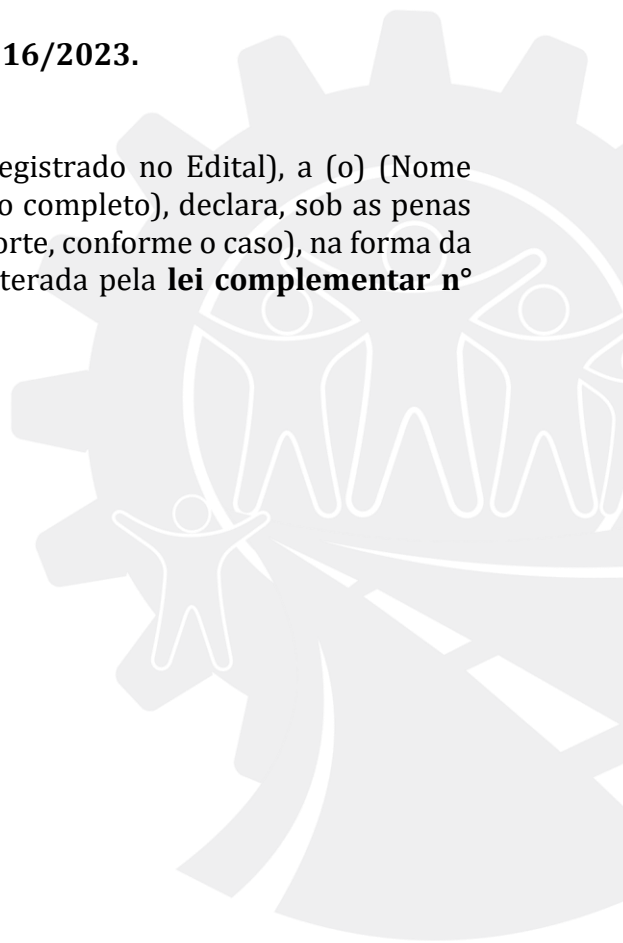 16/2023.
egistrado no Edital), a (o) (Nome
o completo), declara, sob as penas
orte, conforme o caso), na forma da
lterada pela lei complementar n°